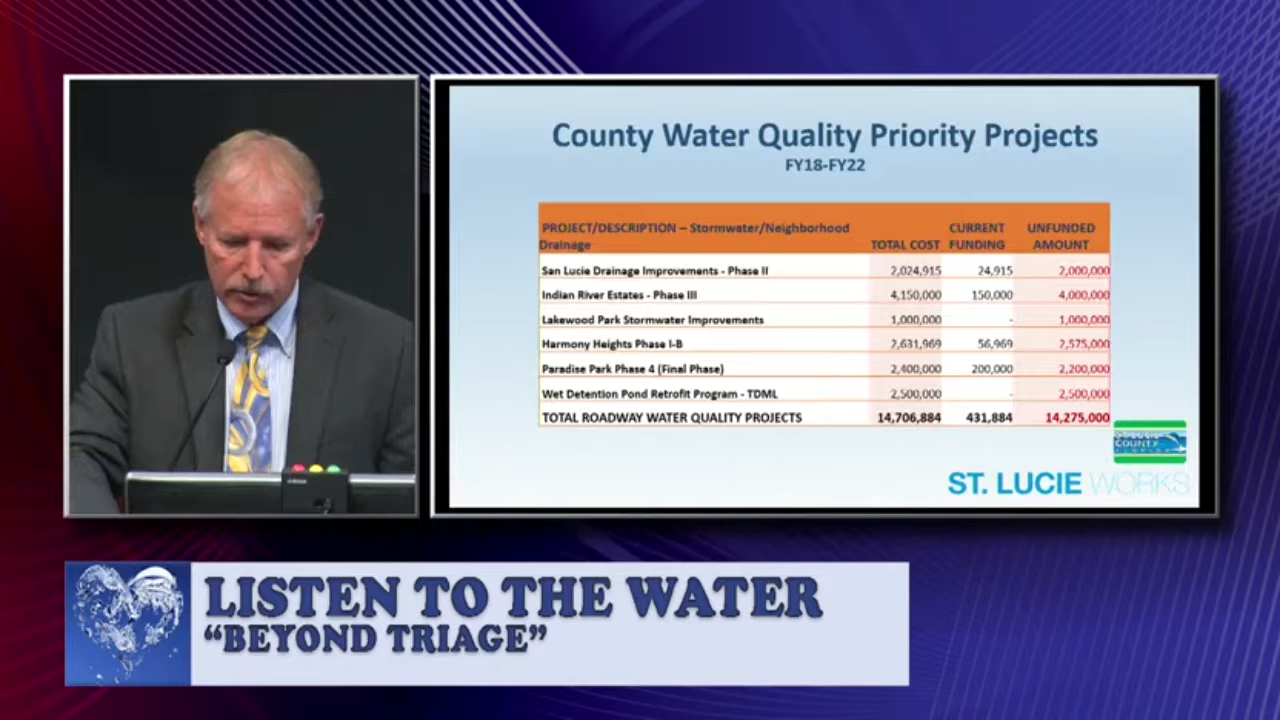 County Water Quality Priority Projects
FY18-FY22
PROJECT/DESCRIPTION – Stormwater/Neighborhood Drainage TOTAL COST CURRENT FUNDING UNFUNDED AMOUNT
San Lucie Drainage Improvements - Phase II 2,024,915 24,915 2,000,000
Indian River Estates - Phase III 4,150,000 150,000 4,000,000
Lakewood Park Stormwater Improvements 1,000,000 - 1,000,000
Harmony Heights Phase I-B 2,631,969 56,969 2,575,000
Paradise Park Phase 4 (Final Phase) 2,400,000 200,000 2,200,000
Wet Detention Pond Retrofit Program - TDML 2,500,000 - 2,500,000
TOTAL ROADWAY WATER QUALITY PROJECTS 14,706,884 431,884 14,275,000
COUNTY
FLORIDA
ST. LUCIE WORKS
LISTEN TO THE WATER
“BEYOND TRIAGE”